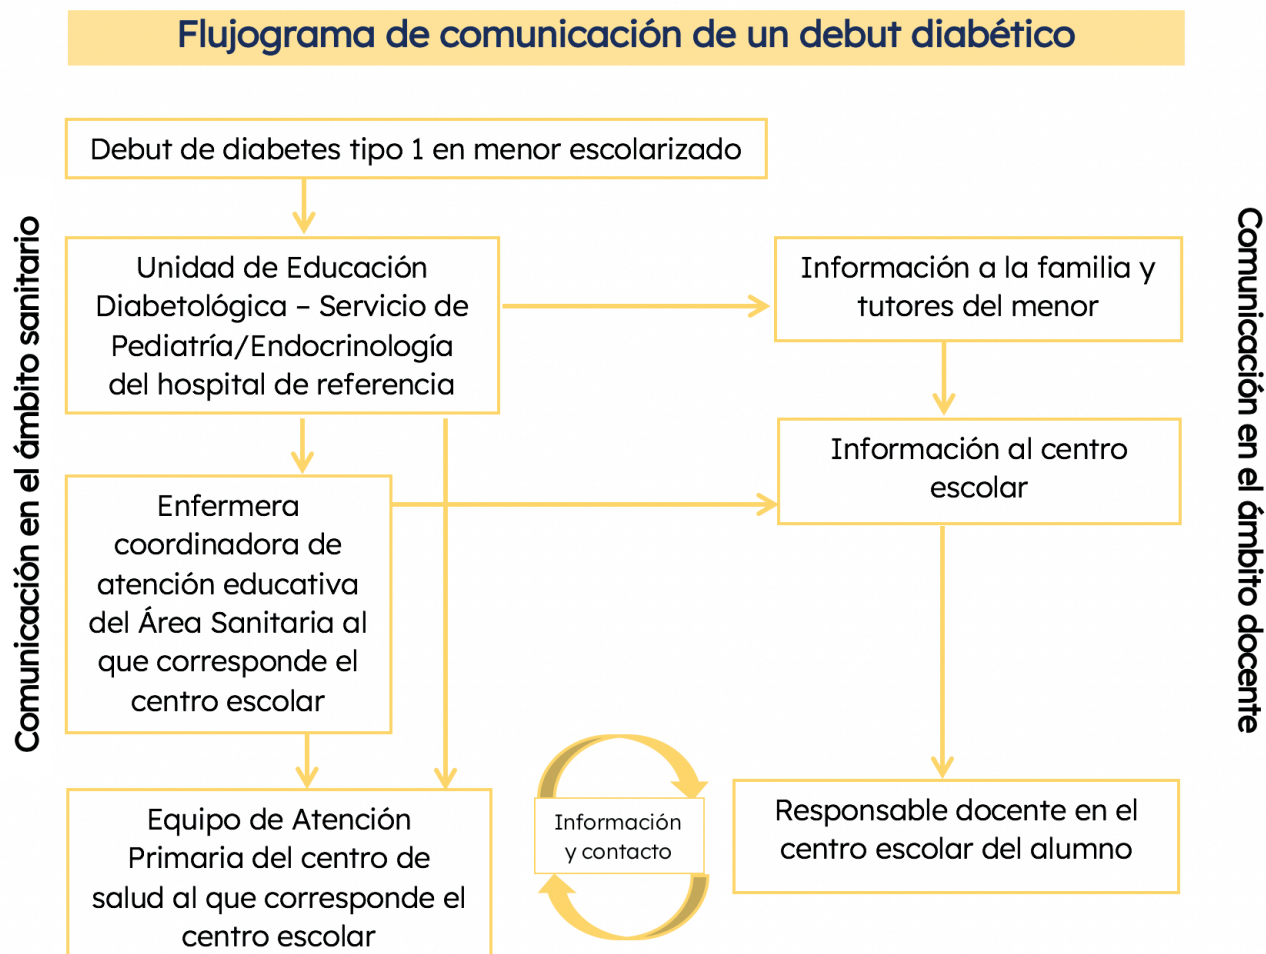 Flujograma de comunicación de un debut diabético
Debut de diabetes tipo 1 en menor escolarizado
Comunicación en el ámbito sanitario
Unidad de Educación
Diabetológica – Servicio de
Pediatría/Endocrinología
del hospital de referencia
Información a la familia y
tutores del menor
Comunicación en el ámbito docente
Información al centro
escolar
Enfermera
coordinadora de
atención educativa
del Área Sanitaria al
que corresponde el
centro escolar
Equipo de Atención
Primaria del centro de
salud al que corresponde el
centro escolar
Información
y contacto
Responsable docente en el
centro escolar del alumno